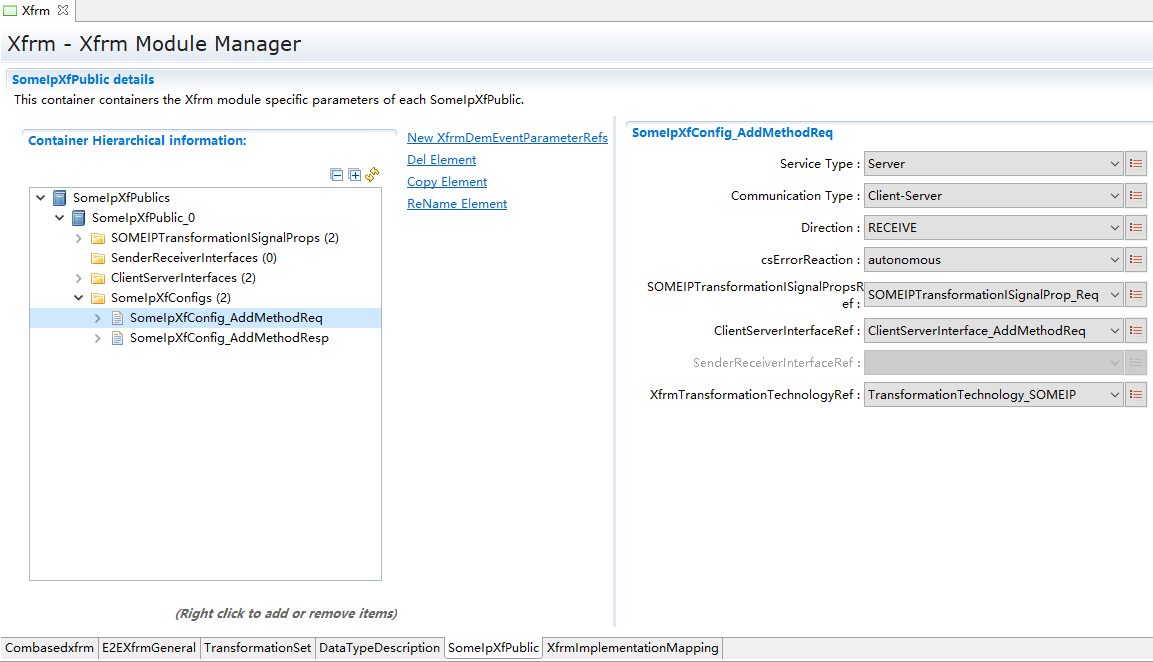 Xfrm
Xfrm - Xfrm Module Manager
SomeIpXfPublic details
This container containers the Xfrm module specific parameters of each SomeIpXfPublic.
Container Hierarchical information:
SomeIpXfPublics
SomeIpXfPublic_0
SOMEIPTransformationISignalProps (2)
SenderReceiverInterfaces (0)
ClientServerInterfaces (2)
SomeIpXfConfigs (2)
SomeIpXfConfig_AddMethodReq
SomeIpXfConfig_AddMethodResp
(Right click to add or remove items)
New XfrmDemEventParameterRefs
Del Element
Copy Element
ReName Element
SomeIpXfConfig_AddMethodReq
Service Type : Server
Communication Type : Client-Server
Direction : RECEIVE
csErrorReaction : autonomous
SOMEIPTransformationISignalPropsR
ef : SOMEIPTransformationISignalProp_Req
ClientServerInterfaceRef : ClientServerInterface_AddMethodReq
SenderReceiverInterfaceRef :
XfrmTransformationTechnologyRef : TransformationTechnology_SOMEIP
Combasedxfrm E2EXfrmGeneral TransformationSet DataTypeDescription SomeIpXfPublic XfrmImplementationMapping